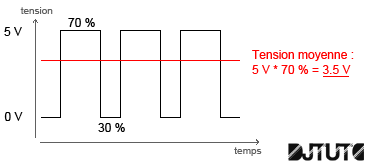 tension
5 V
70 %
Tension moyenne :
5 V * 70 % = 3.5 V
0 V
30 %
temps
DJTUTO